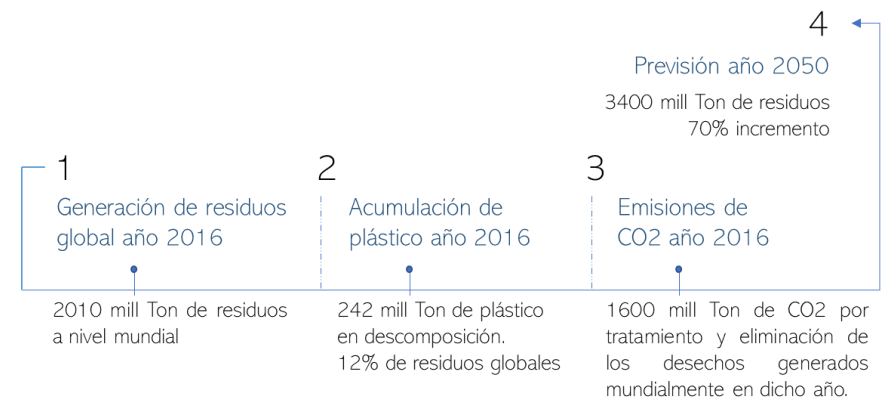 1
Generación de residuos
global año 2016
2010 mill Ton de residuos
a nivel mundial
2
Acumulación de
plástico año 2016
242 mill Ton de plástico
en descomposición.
12% de residuos globales
3
Emisiones de
CO2 año 2016
1600 mill Ton de CO2 por
tratamiento y eliminación de
los desechos generados
mundialmente en dicho año.
4
Previsión año 2050
3400 mill Ton de residuos
70% incremento